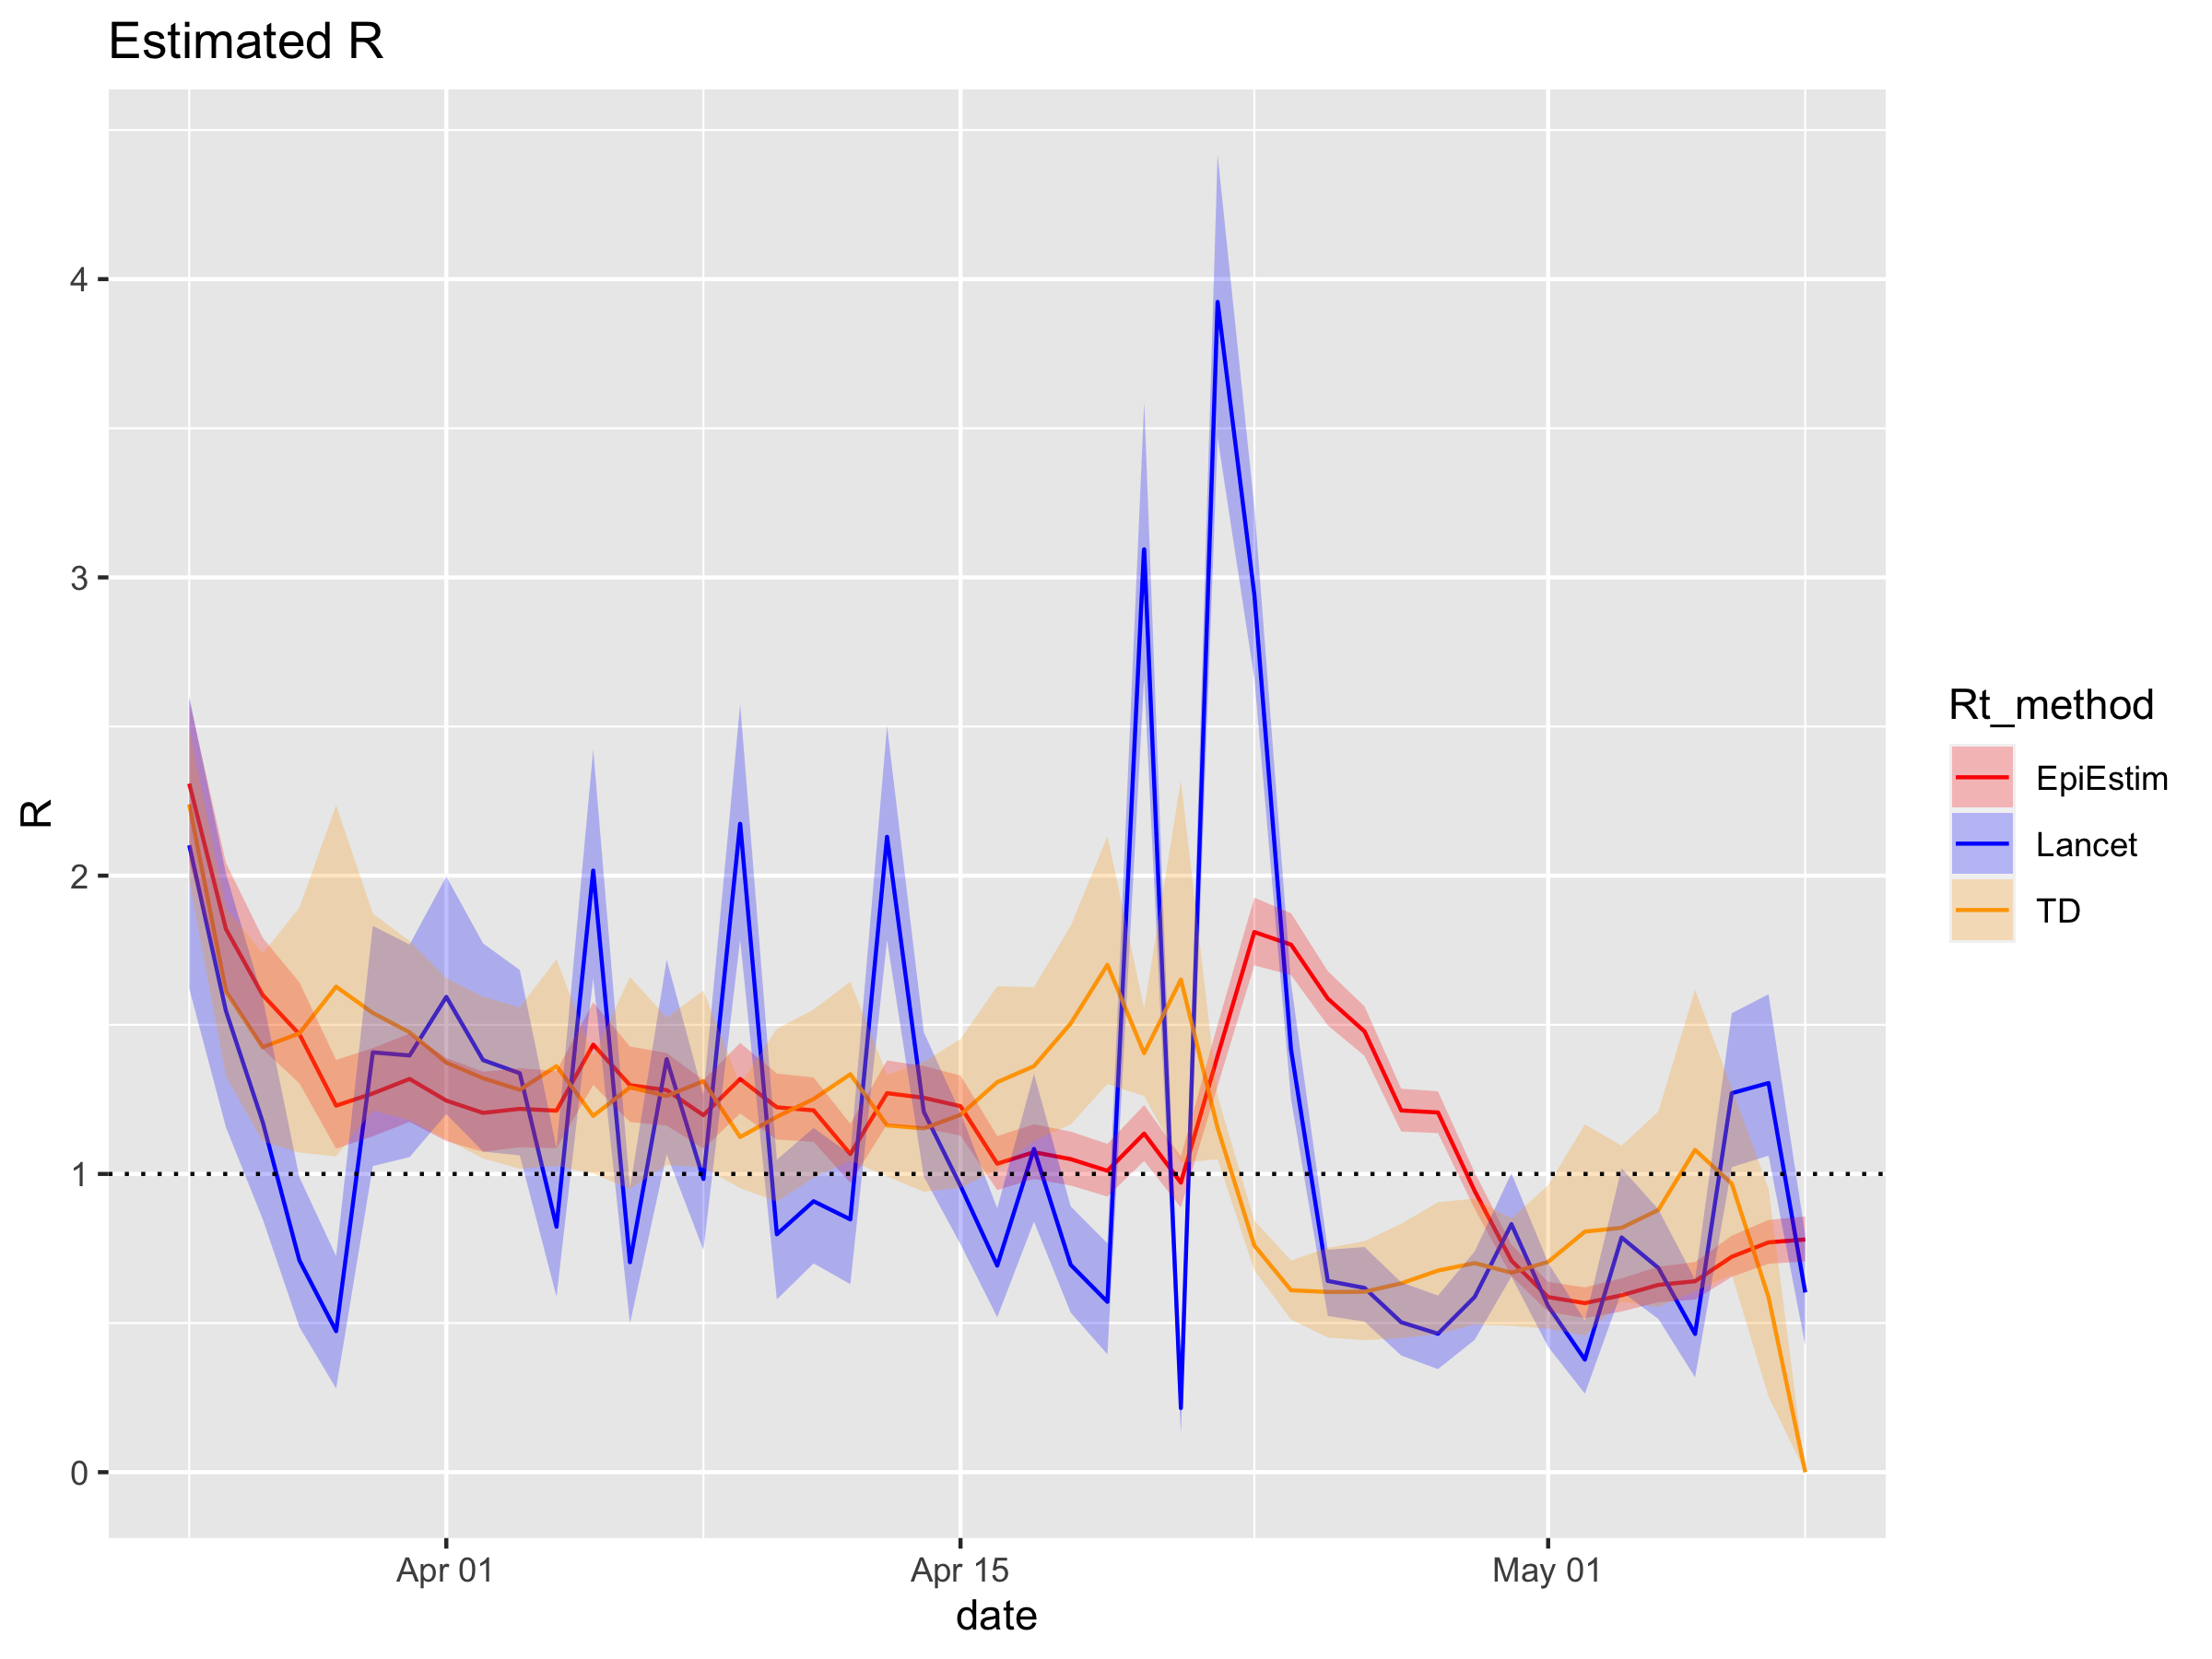 Estimated R
4
3
2
1
0
R
Apr 01
Apr 15
May 01
date
Rt_method
EpiEstim
Lancet
TD